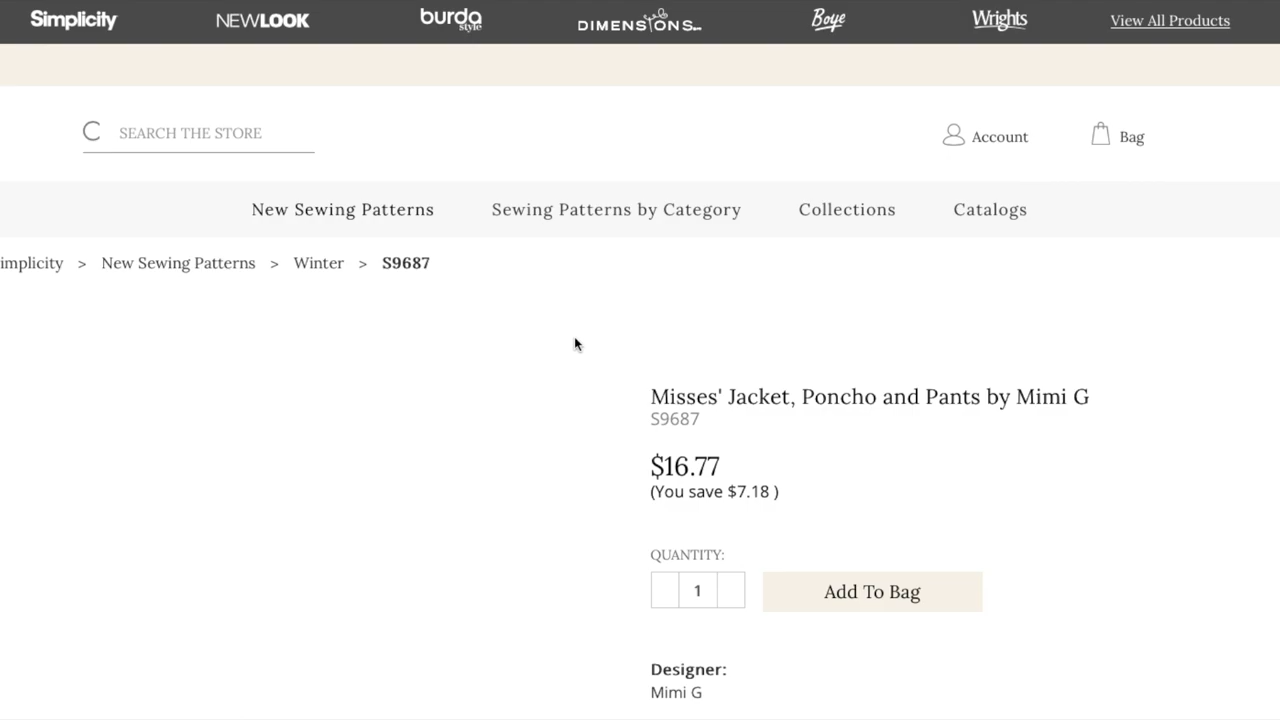 Simplicity NEWLOOK burda style DIMENSIONS Boye Wrights View All Products
SEARCH THE STORE
Account
Bag
New Sewing Patterns Sewing Patterns by Category Collections Catalogs
implicity > New Sewing Patterns > Winter > S9687
Misses' Jacket, Poncho and Pants by Mimi G
S9687
$16.77
(You save $7.18 )
QUANTITY:
1
Add To Bag
Designer:
Mimi G